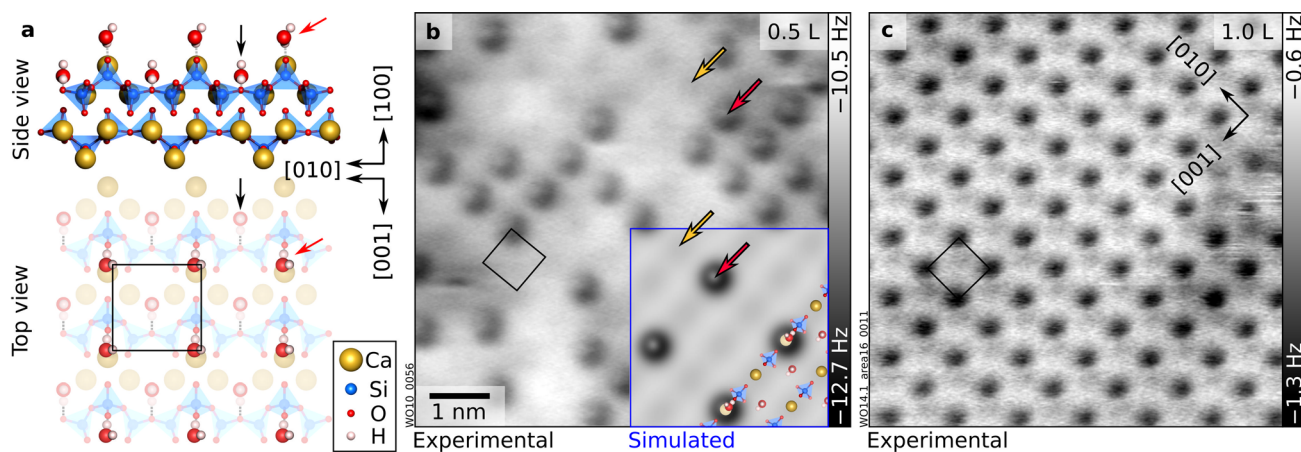 a
Side view
[100]
[010]
[001]
Top view
Ca
Si
O
H
b
0.5 L
−10.5 Hz
−12.7 Hz
WO10_0056
1 nm
Experimental
Simulated
c
1.0 L
−0.6 Hz
−1.3 Hz
[010]
[001]
WO14.1_area16_0011
Experimental